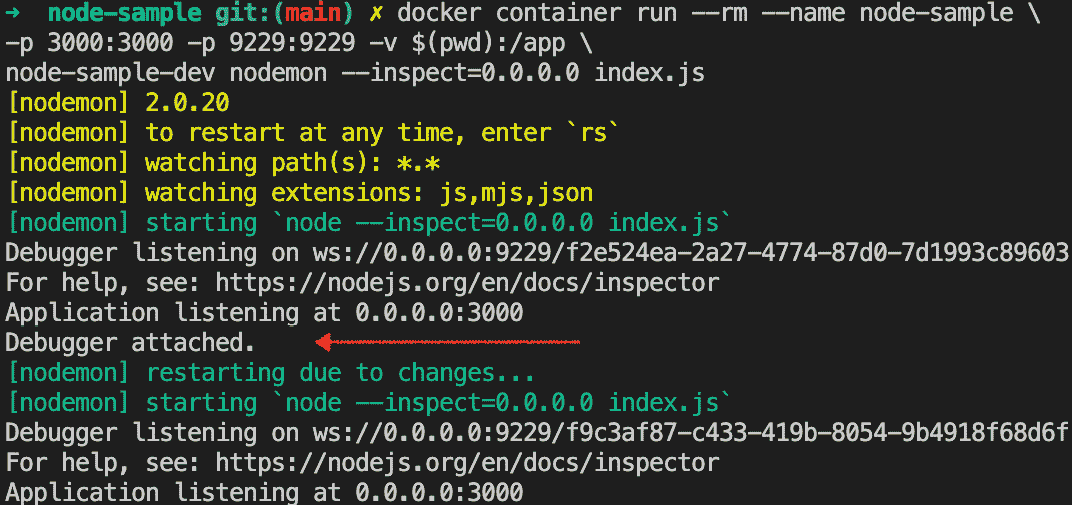 ➜  node-sample git:(main) ✗ docker container run --rm --name node-sample \
-p 3000:3000 -p 9229:9229 -v $(pwd):/app \
node-sample-dev nodemon --inspect=0.0.0.0 index.js
[nodemon] 2.0.20
[nodemon] to restart at any time, enter `rs`
[nodemon] watching path(s): *.*
[nodemon] watching extensions: js,mjs,json
[nodemon] starting `node --inspect=0.0.0.0 index.js`
Debugger listening on ws://0.0.0.0:9229/f2e524ea-2a27-4774-87d0-7d1993c89603
For help, see: https://nodejs.org/en/docs/inspector
Application listening at 0.0.0.0:3000
Debugger attached.
[nodemon] restarting due to changes...
[nodemon] starting `node --inspect=0.0.0.0 index.js`
Debugger listening on ws://0.0.0.0:9229/f9c3af87-c433-419b-8054-9b4918f68d6f
For help, see: https://nodejs.org/en/docs/inspector
Application listening at 0.0.0.0:3000